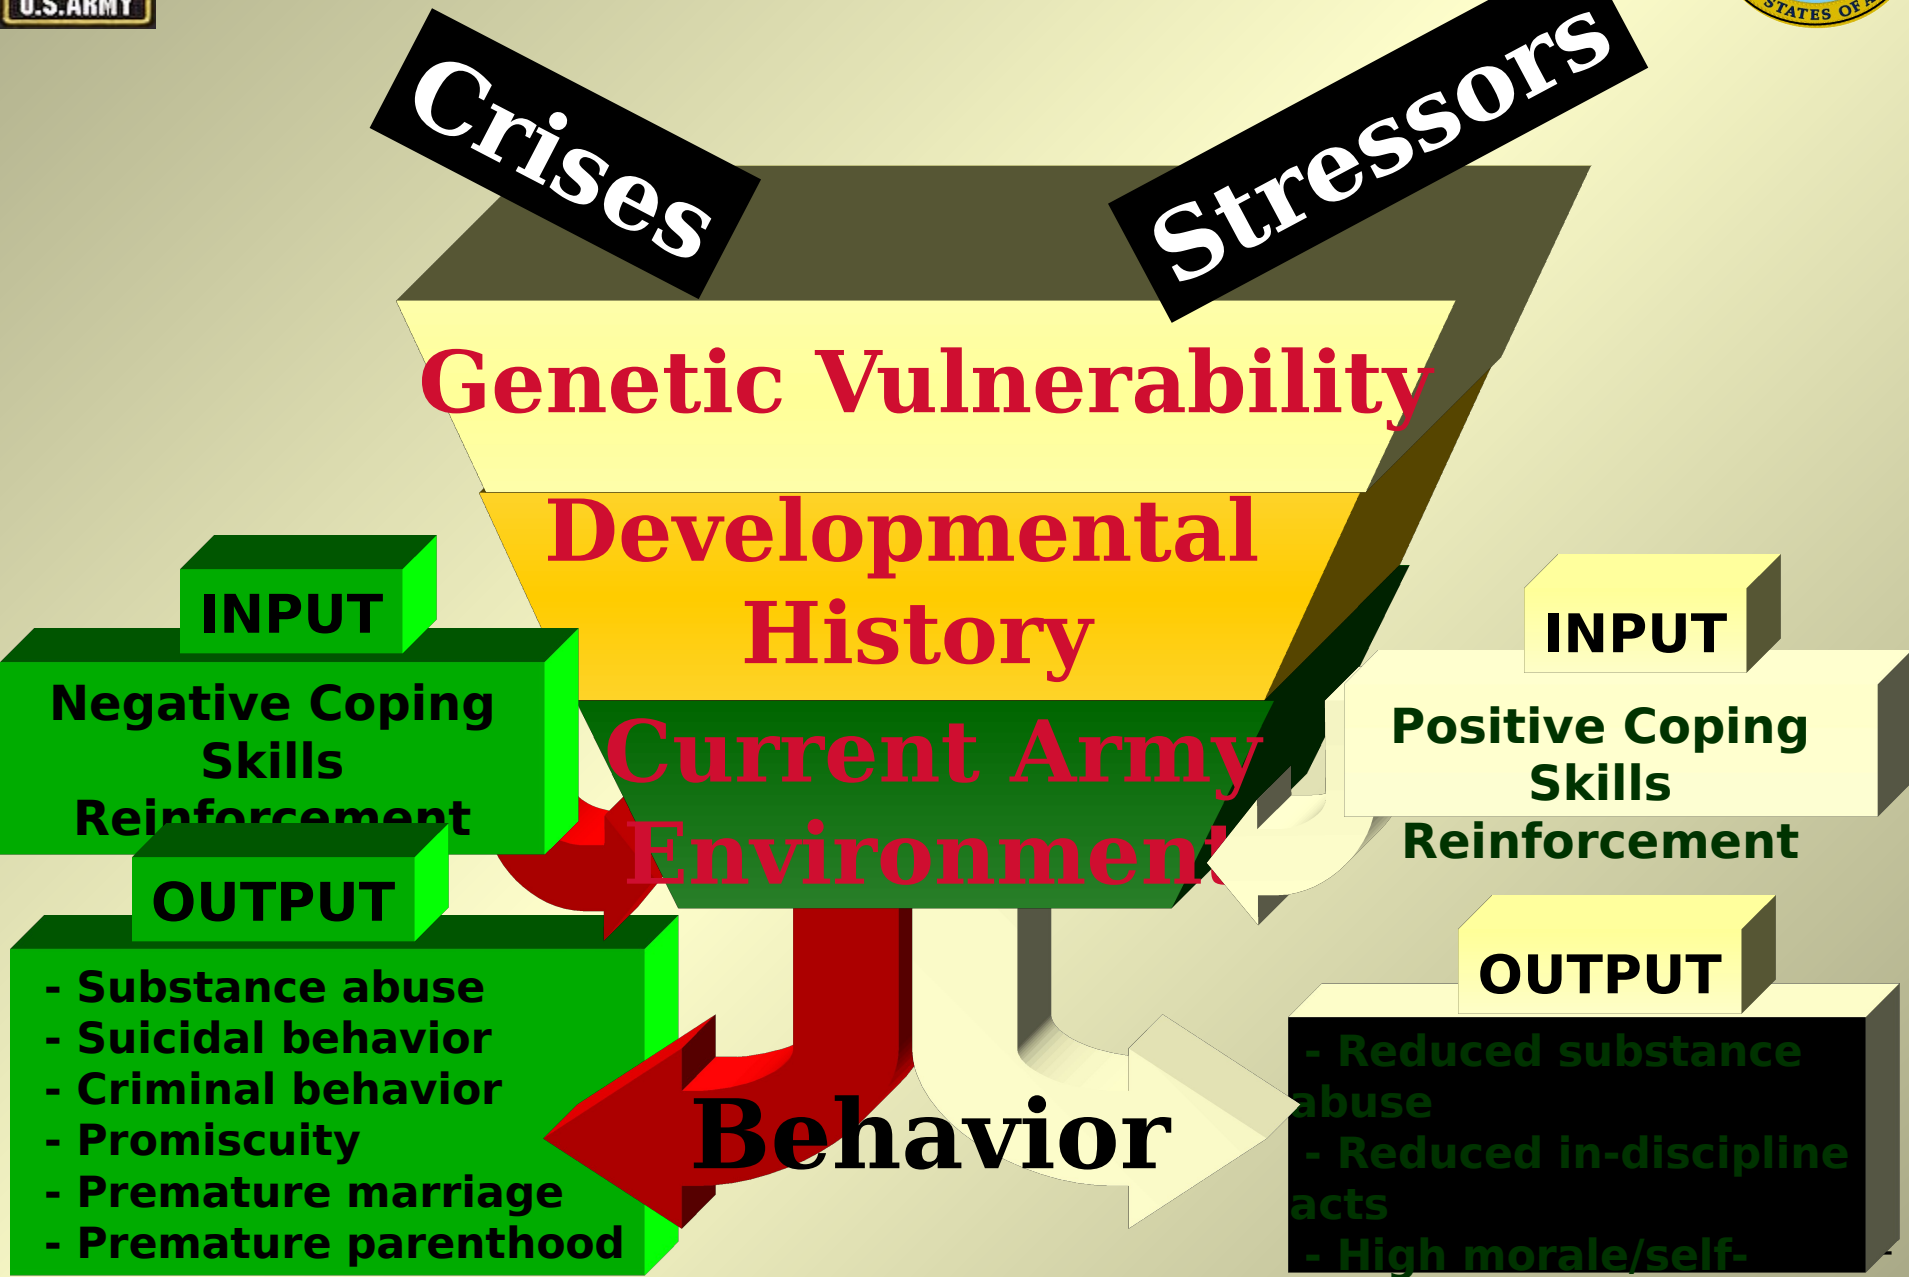 U.S.ARMY
STATES OF
Crises
Stressors
Genetic Vulnerability
Developmental
History
Current Army
Environment
INPUT
Negative Coping
Skills
Reinforcement
OUTPUT
- Substance abuse
- Suicidal behavior
- Criminal behavior
- Promiscuity
- Premature marriage
- Premature parenthood
Behavior
INPUT
Positive Coping
Skills
Reinforcement
OUTPUT
- Reduced substance
abuse
- Reduced in-discipline
acts
- High morale/self-